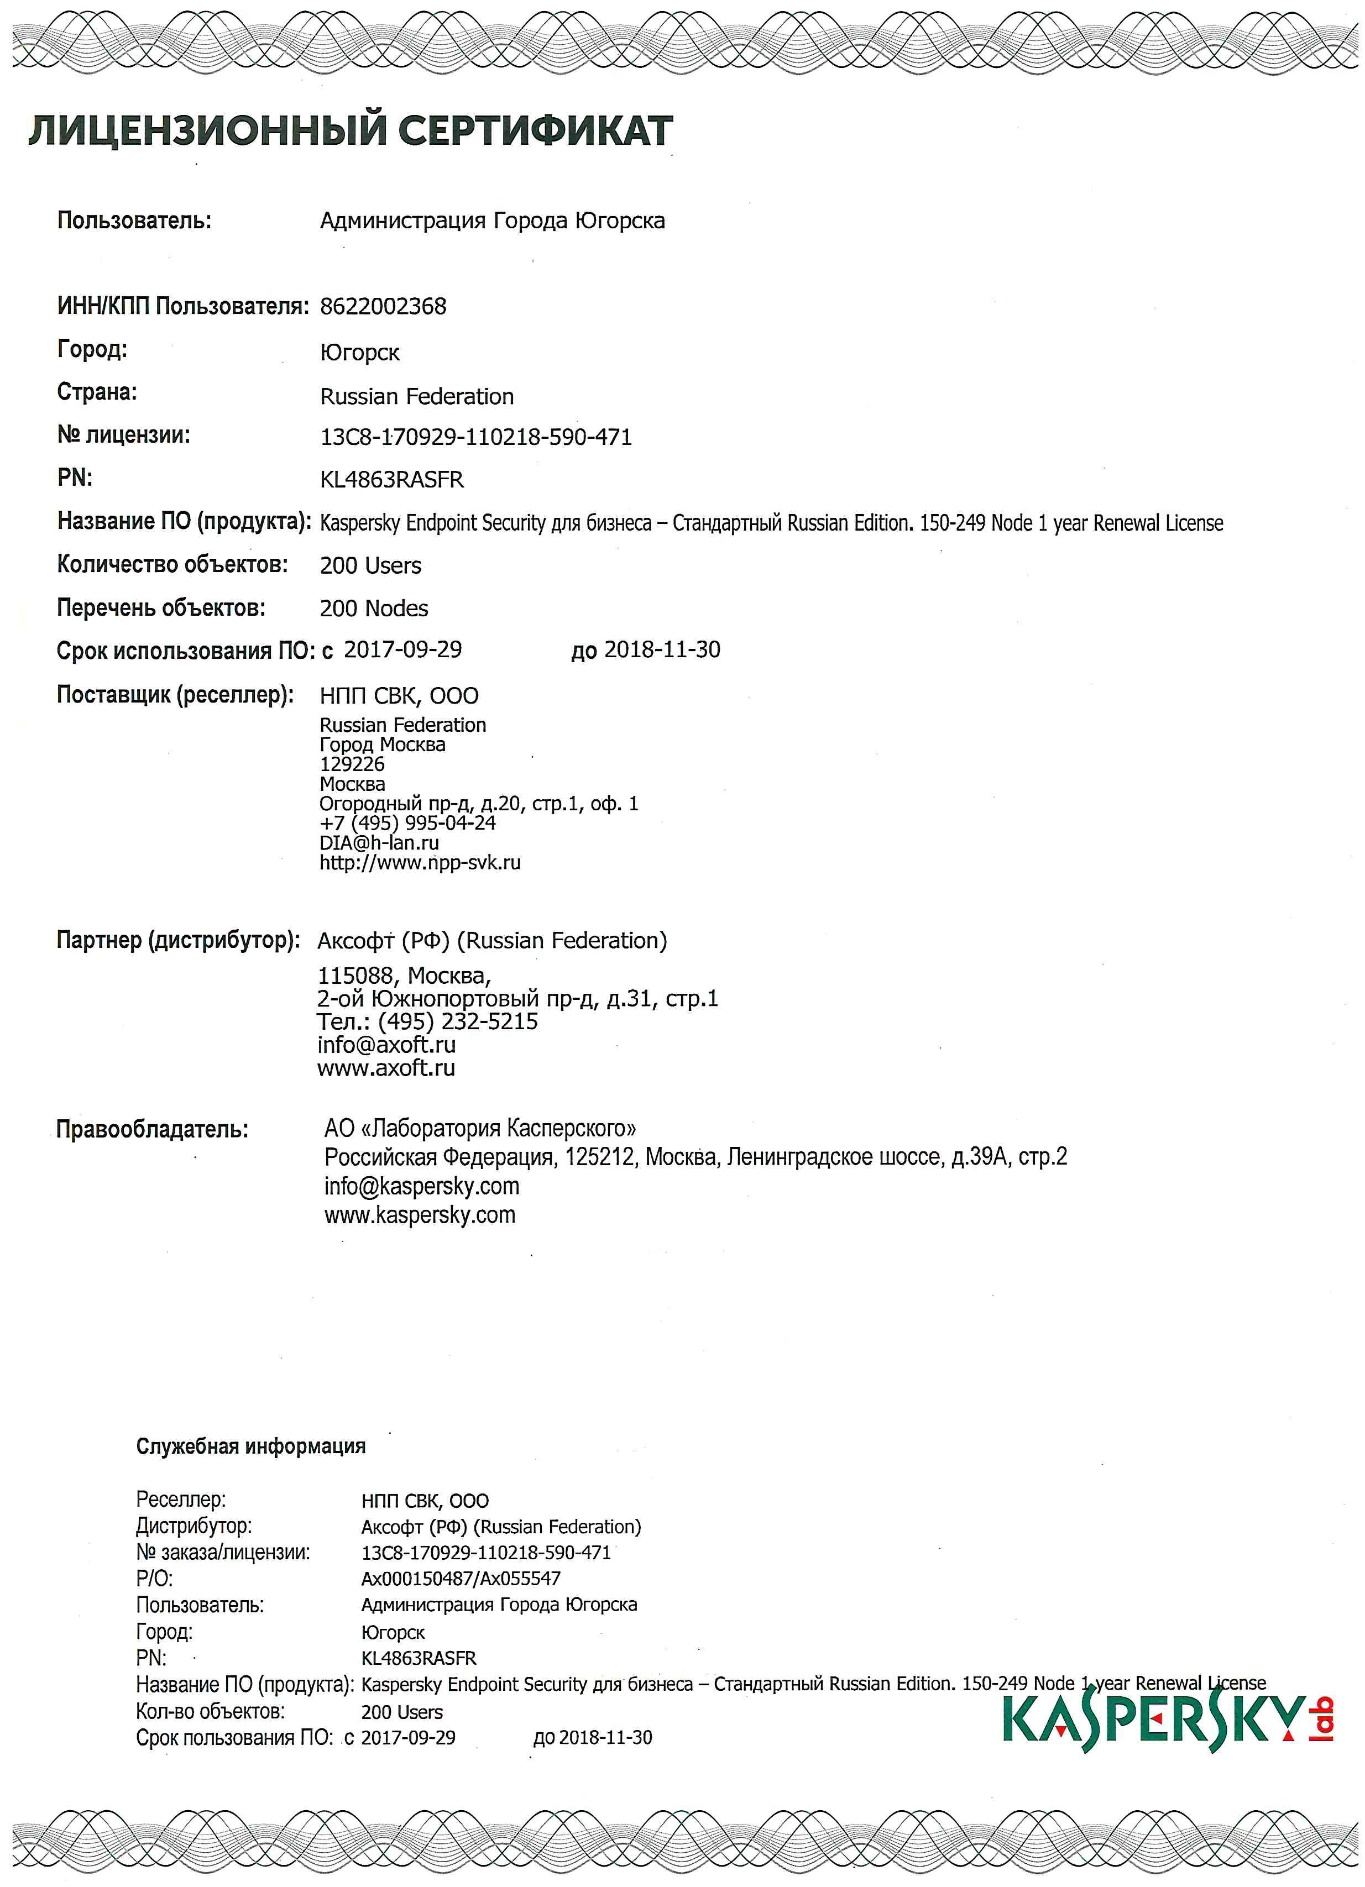 ЛИЦЕНЗИОННЫЙ СЕРТИФИКАТ
Пользователь: Администрация Города Югорска
ИНН/КПП Пользователя: 8622002368
Город: Югорск
Страна: Russian Federation
№ лицензии: 13C8-170929-110218-590-471
PN: KL4863RASFR
Название ПО (продукта): Kaspersky Endpoint Security для бизнеса – Стандартный Russian Edition. 150-249 Node 1 year Renewal License
Количество объектов: 200 Users
Перечень объектов: 200 Nodes
Срок использования ПО: с 2017-09-29 до 2018-11-30
Поставщик (реселлер): НПП СВК, ООО
Russian Federation
Город Москва
129226
Москва
Огородный пр-д, д.20, стр.1, оф. 1
+7 (495) 995-04-24
DIA@h-lan.ru
http://www.npp-svk.ru
Партнер (дистрибутор): Аксофт (РФ) (Russian Federation)
115088, Москва,
2-ой Южнопортовый пр-д, д.31, стр.1
Тел.: (495) 232-5215
info@axoft.ru
www.axoft.ru
Правообладатель: АО «Лаборатория Касперского»
Российская Федерация, 125212, Москва, Ленинградское шоссе, д.39А, стр.2
info@kaspersky.com
www.kaspersky.com
Служебная информация
Реселлер: НПП СВК, ООО
Дистрибутор: Аксофт (РФ) (Russian Federation)
№ заказа/лицензии: 13C8-170929-110218-590-471
P/O: Ax000150487/Ax055547
Пользователь: Администрация Города Югорска
Город: Югорск
PN: KL4863RASFR
Название ПО (продукта): Kaspersky Endpoint Security для бизнеса – Стандартный Russian Edition. 150-249 Node 1 year Renewal License
Кол-во объектов: 200 Users
Срок пользования ПО: с 2017-09-29 до 2018-11-30
KASPERSKY lab